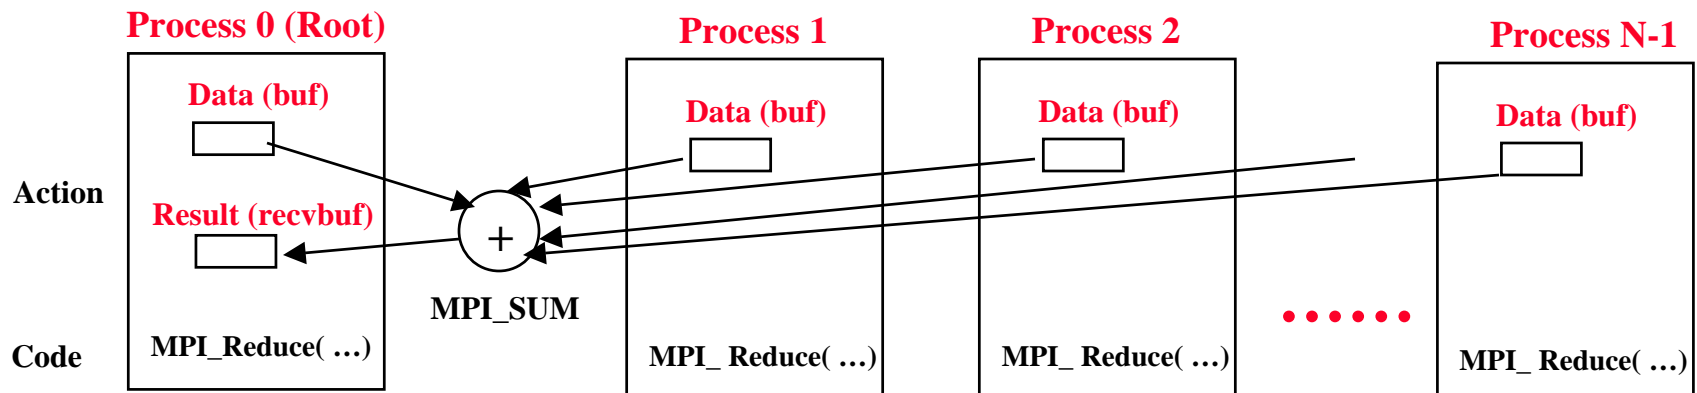 Process 0 (Root)
Process 1
Process 2
Process N-1
Data (buf)
Data (buf)
Data (buf)
Data (buf)
Action
Result (recvbuf)
+
MPI_SUM
Code
MPI_Reduce( …)
MPI_ Reduce( …)
MPI_ Reduce( …)
MPI_ Reduce( …)